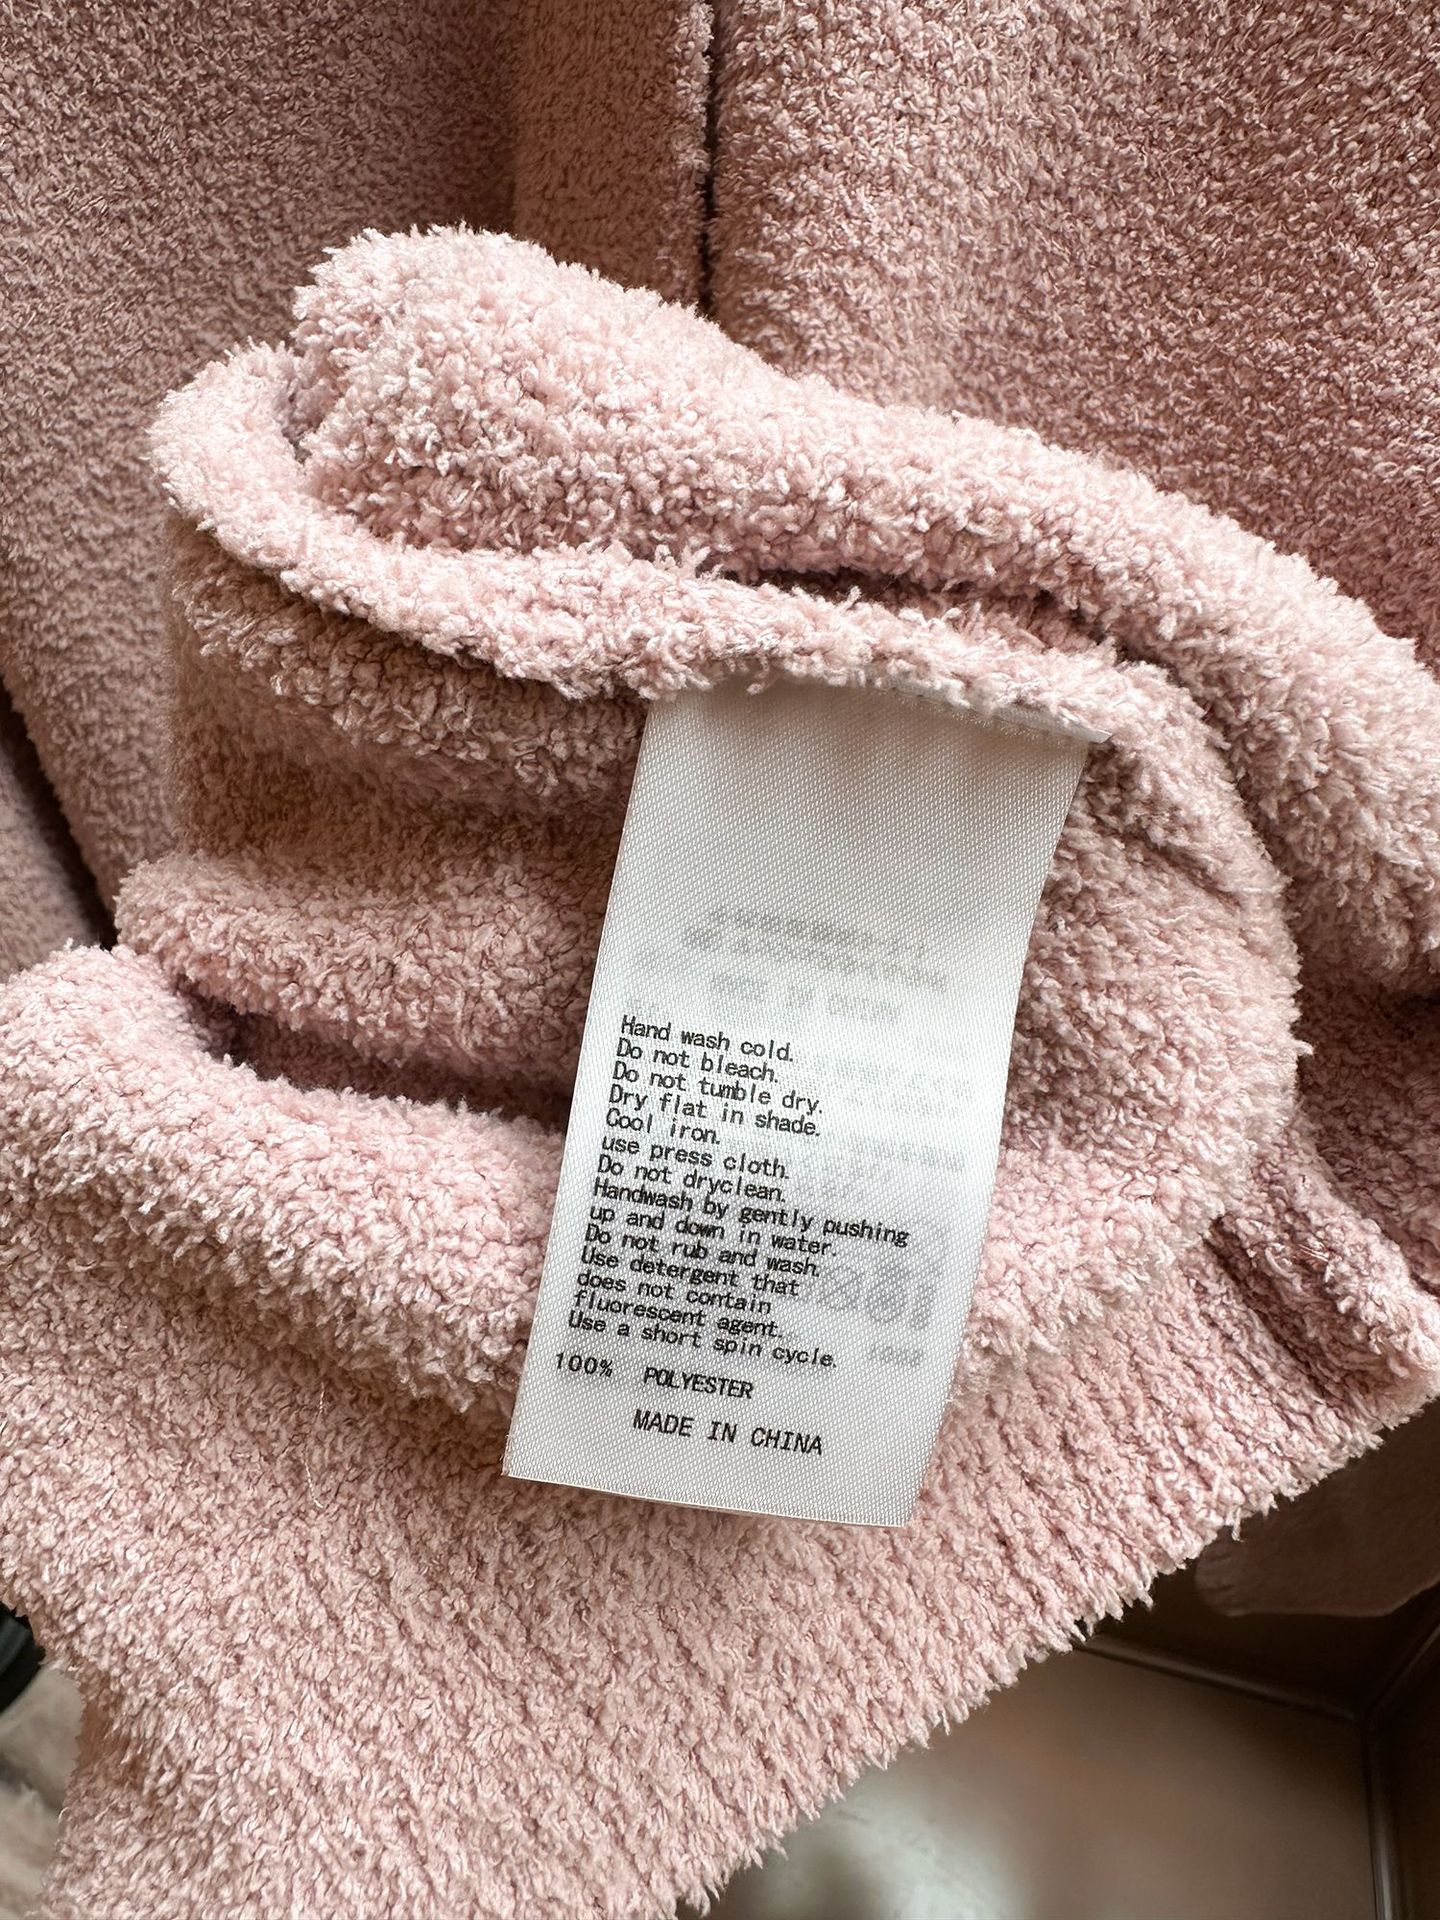 Hand wash cold.
Do not bleach.
Do not tumble dry.
Dry flat in shade.
Cool iron.
use press cloth.
Do not dryclean.
Handwash by gently pushing
up and down in water.
Do not rub and wash.
Use detergent that
does not contain
fluorescent agent.
Use a short spin cycle.
100% POLYESTER
MADE IN CHINA